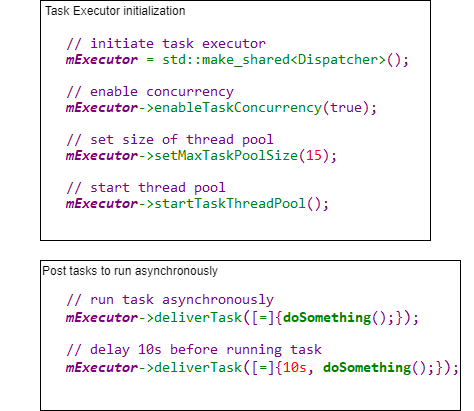 Task Executor initialization
// initiate task executor
mExecutor = std::make_shared<Dispatcher>();
// enable concurrency
mExecutor->enableTaskConcurrency(true);
// set size of thread pool
mExecutor->setMaxTaskPoolSize(15);
// start thread pool
mExecutor->startTaskThreadPool();
Post tasks to run asynchronously
// run task asynchronously
mExecutor->deliverTask([=]{doSomething();});
// delay 10s before running task
mExecutor->deliverTask([=]{10s, doSomething();});